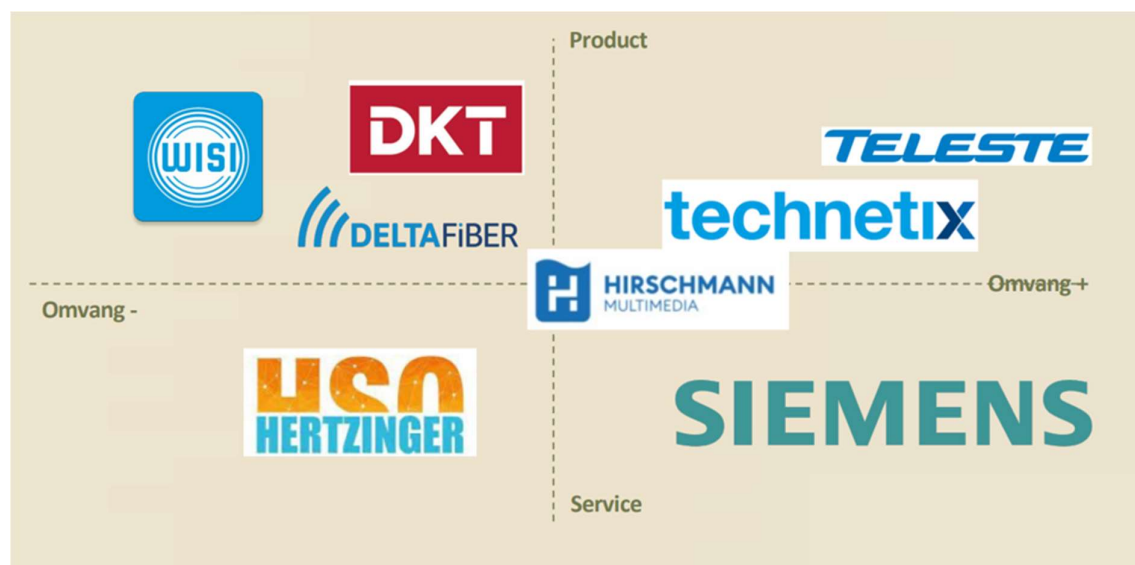 Product
WISI
DKT
TELESTE
technetix
DELTAFiBER
HIRSCHMANN
MULTIMEDIA
H
Omvang +
Omvang -
HSO
HERTZINGER
SIEMENS
Service